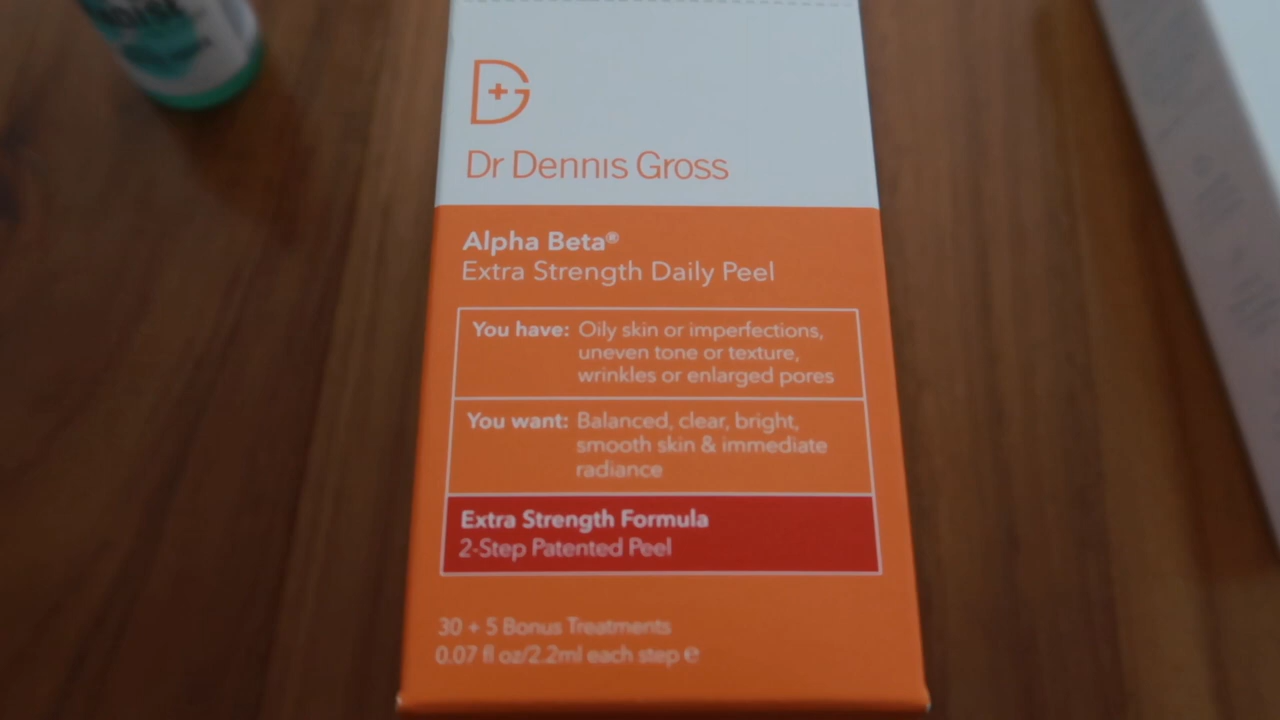 Dr Dennis Gross
Alpha Beta®
Extra Strength Daily Peel
You have: Oily skin or imperfections,
uneven tone or texture,
wrinkles or enlarged pores
You want: Balanced, clear, bright,
smooth skin & immediate
radiance
Extra Strength Formula
2-Step Patented Peel
30 + 5 Bonus Treatments
0.07 fl oz/2.2ml each step ℮